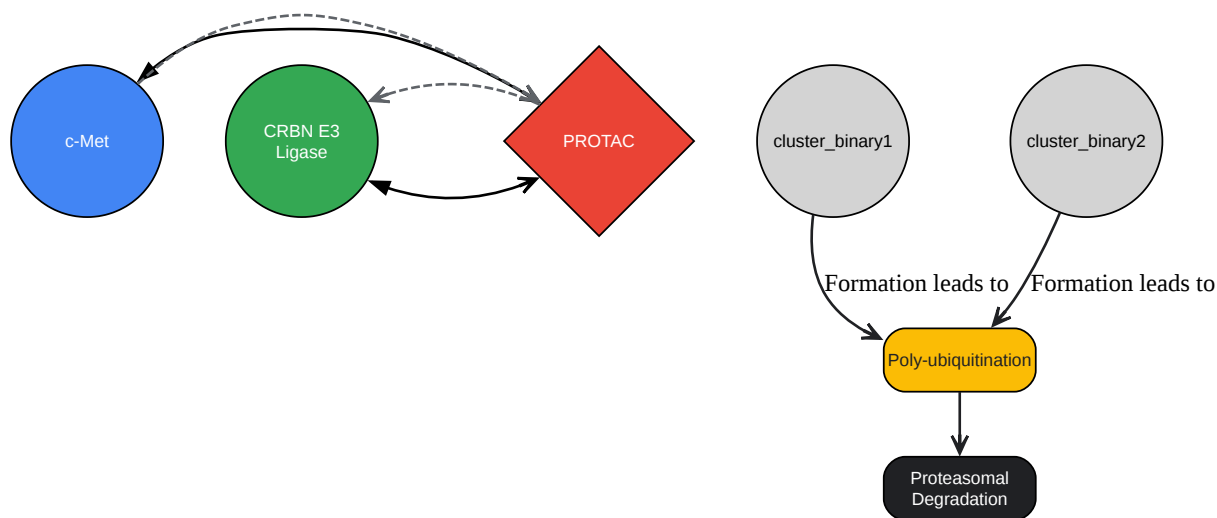 c-Met
CRBN E3
Ligase
PROTAC
cluster_binary1
cluster_binary2
Formation leads to
Formation leads to
Poly-ubiquitination
Proteasomal
Degradation